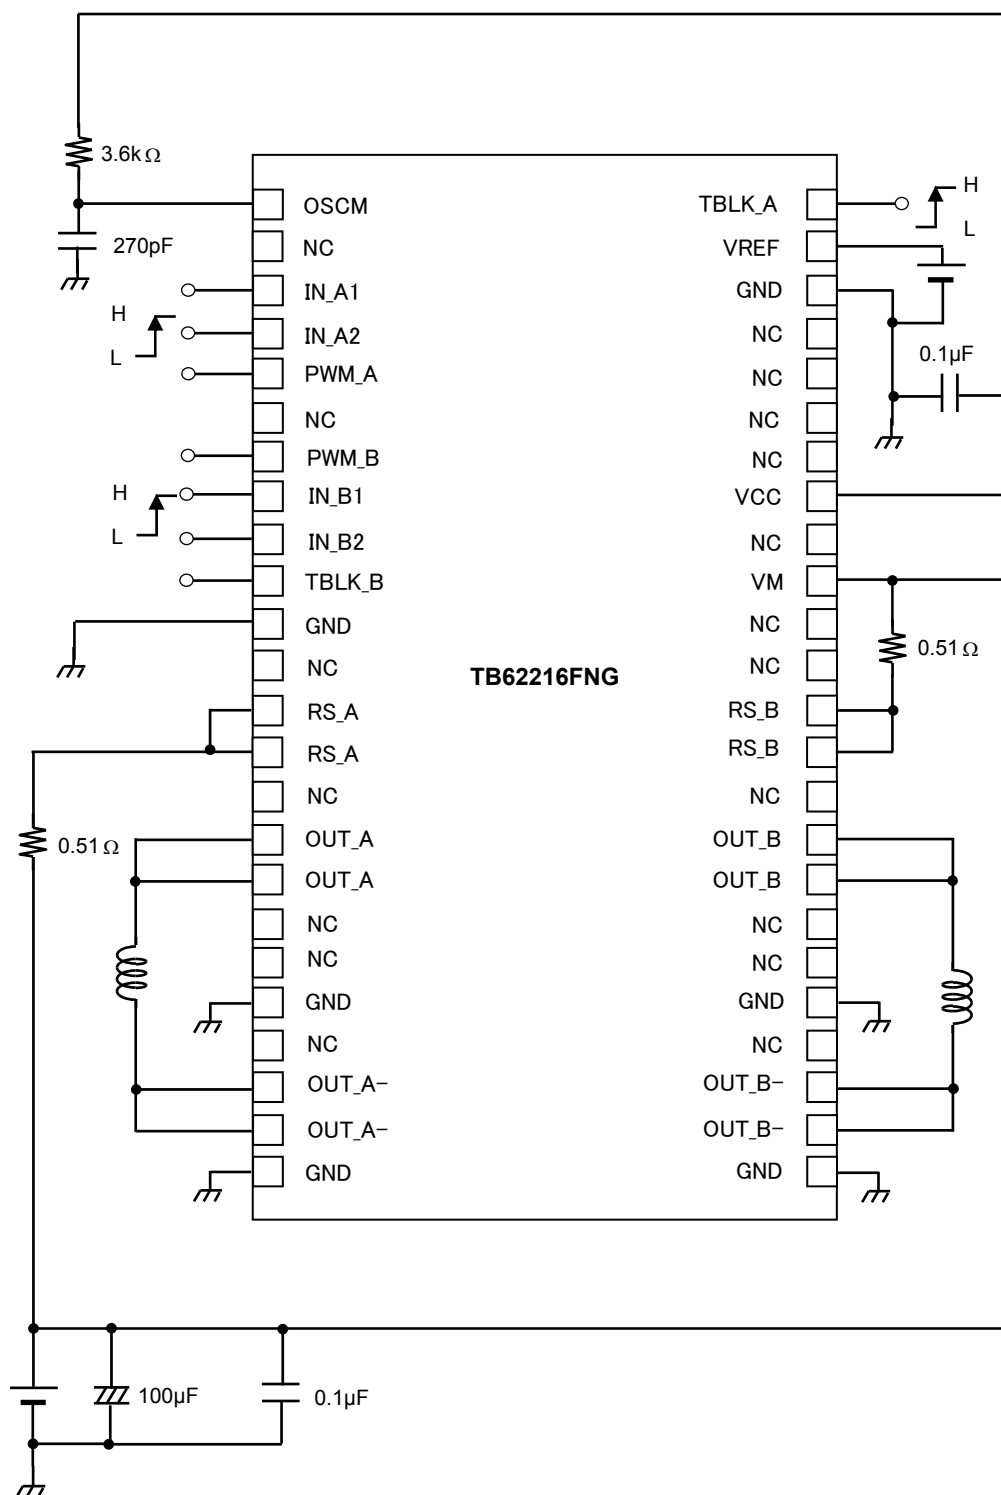 3.6kΩ
270pF
H
L
H
L
0.51Ω
OSCM
NC
IN_A1
IN_A2
PWM_A
NC
PWM_B
IN_B1
IN_B2
TBLK_B
GND
NC
RS_A
RS_A
NC
OUT_A
OUT_A
NC
NC
GND
NC
OUT_A-
OUT_A-
GND
TB62216FNG
TBLK_A
VREF
GND
NC
NC
NC
NC
VCC
NC
VM
NC
NC
RS_B
RS_B
NC
OUT_B
OUT_B
NC
NC
GND
NC
OUT_B-
OUT_B-
GND
H
L
0.1µF
0.51Ω
100µF
0.1µF